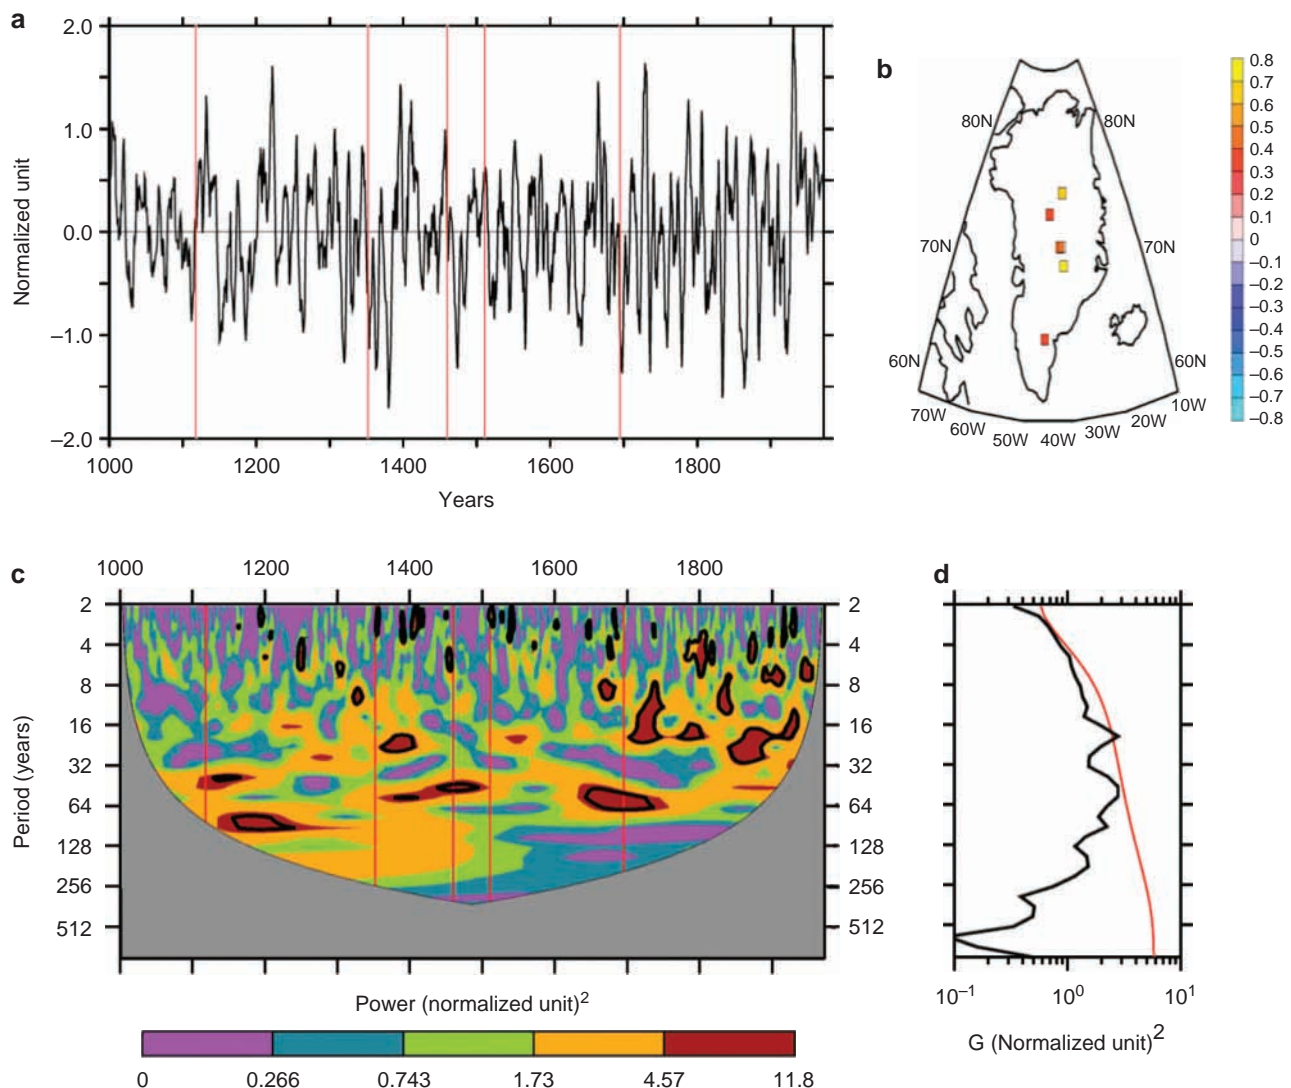 a
2.0
1.0
0.0
−1.0
−2.0
Normalized unit
1000 1200 1400 1600 1800
Years
b
80N 80N
70N 70N
60N 60N
70W 60W 50W 40W 30W 20W 10W
0.8
0.7
0.6
0.5
0.4
0.3
0.2
0.1
0
−0.1
−0.2
−0.3
−0.4
−0.5
−0.6
−0.7
−0.8
c
1000 1200 1400 1600 1800
2 2
4 4
8 8
16 16
32 32
64 64
128 128
256 256
512 512
Period (years)
Power (normalized unit)2
0 0.266 0.743 1.73 4.57 11.8
d
10−1 100 101
G (Normalized unit)2